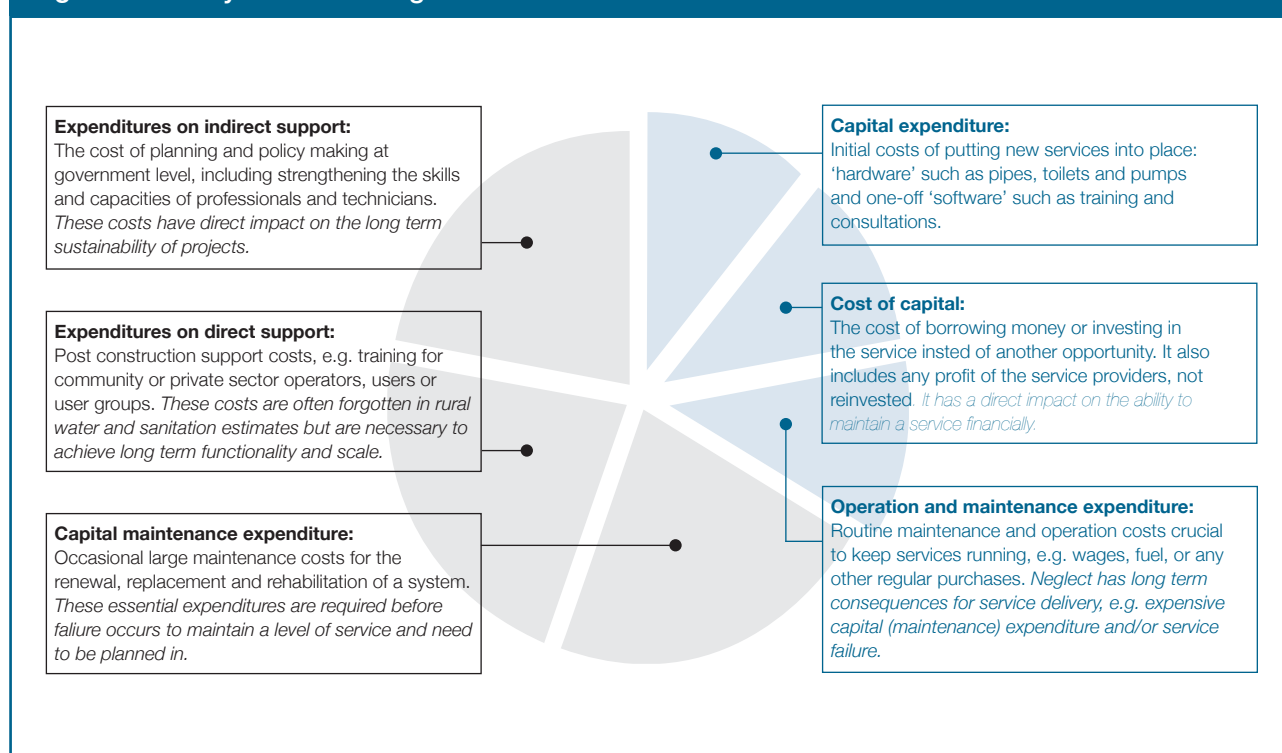 Expenditures on indirect support:
The cost of planning and policy making at
government level, including strengthening the skills
and capacities of professionals and technicians.
These costs have direct impact on the long term
sustainability of projects.
Expenditures on direct support:
Post construction support costs, e.g. training for
community or private sector operators, users or
user groups. These costs are often forgotten in rural
water and sanitation estimates but are necessary to
achieve long term functionality and scale.
Capital maintenance expenditure:
Occasional large maintenance costs for the
renewal, replacement and rehabilitation of a system.
These essential expenditures are required before
faliure occurs to maintain a level of service and need
to be planned in.
Capital expenditure:
Initial costs of putting new services into place:
‘hardware’ such as pipes, toilets and pumps
and one-off ‘software’ such as training and
consultations.
Cost of capital:
The cost of borrowing money or investing in
the service insted of another opportunity. It also
includes any profit of the service providers, not
reinvested. It has a direct impact on the ability to
maintain a service financially.
Operation and maintenance expenditure:
Routine maintenance and operation costs crucial
to keep services running, e.g. wages, fuel, or any
other regular purchases. Neglect has long term
consequences for service delivery, e.g. expensive
capital (maintenance) expenditure and/or service
failure.